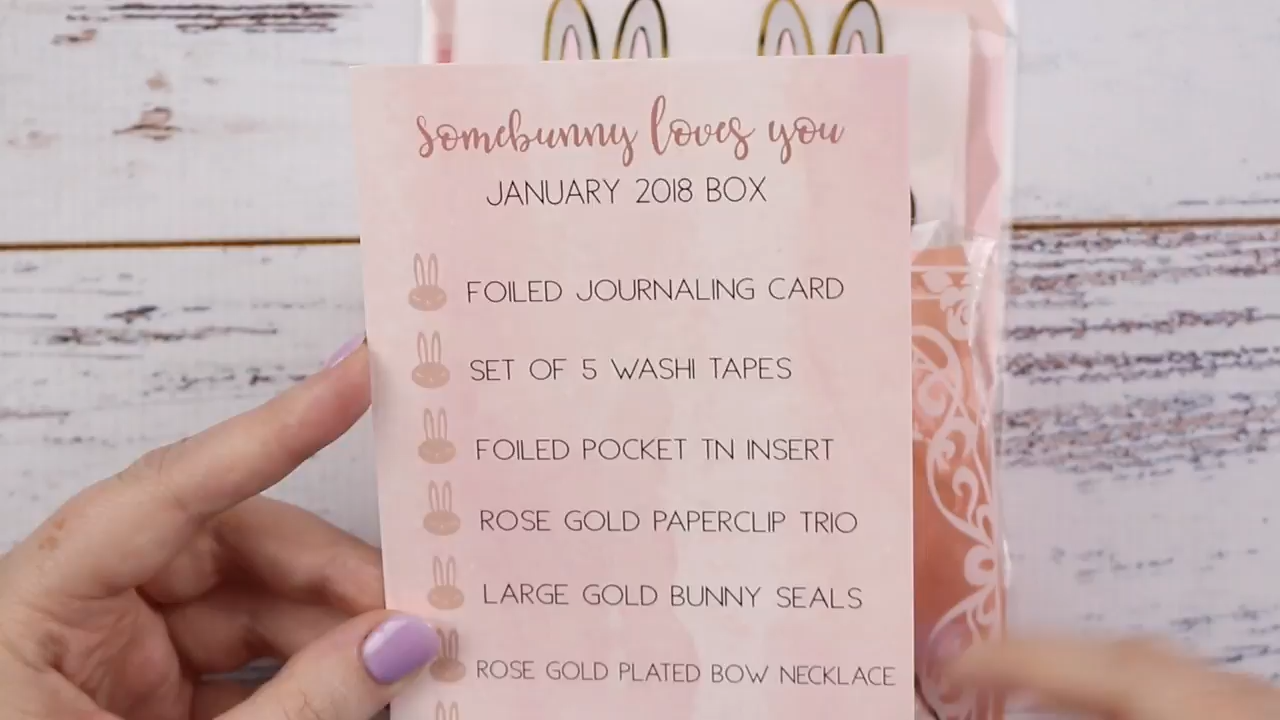 somebunny loves you
JANUARY 2018 BOX
FOILED JOURNALING CARD
SET OF 5 WASHI TAPES
FOILED POCKET TN INSERT
ROSE GOLD PAPERCLIP TRIO
LARGE GOLD BUNNY SEALS
ROSE GOLD PLATED BOW NECKLACE